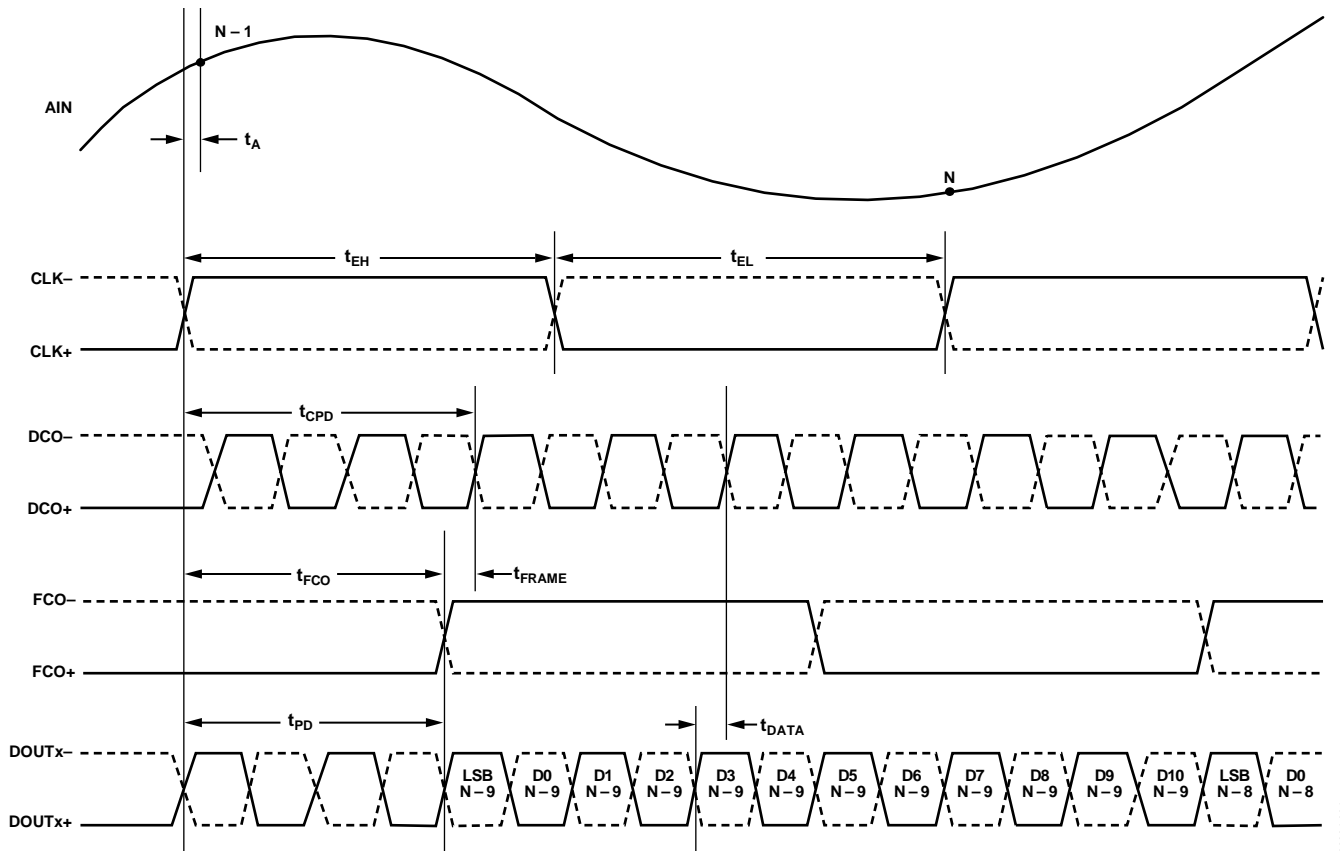 N – 1
AIN
tA
N
tEH
tEL
CLK–
CLK+
tCPD
DCO–
DCO+
tFCO
tFRAME
FCO–
FCO+
tPD
tDATA
DOUTx–
LSB N – 9
D0 N – 9
D1 N – 9
D2 N – 9
D3 N – 9
D4 N – 9
D5 N – 9
D6 N – 9
D7 N – 9
D8 N – 9
D9 N – 9
D10 N – 9
LSB N – 8
D0 N – 8
DOUTx+